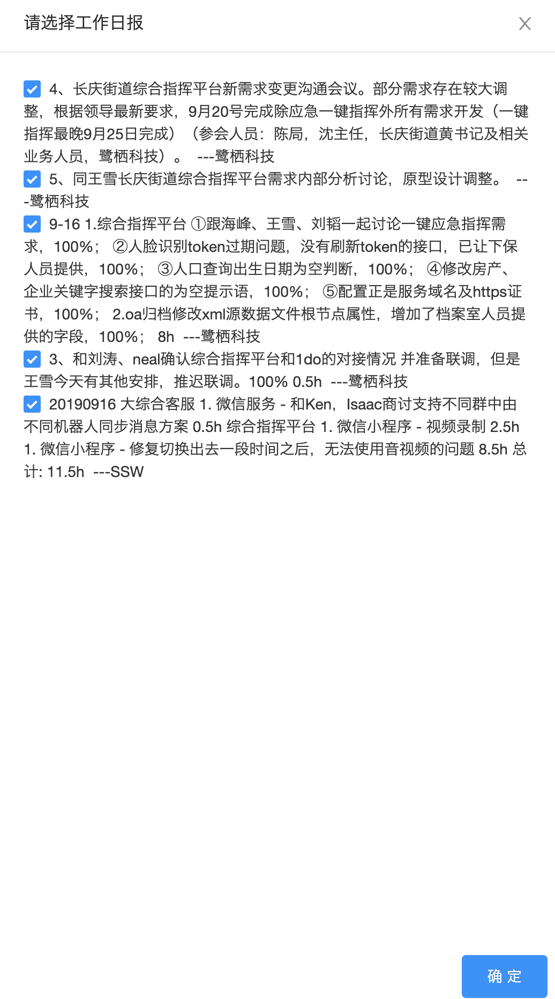 请选择工作日报
X
4、长庆街道综合指挥平台新需求变更沟通会议。部分需求存在较大调
整，根据领导最新要求，9月20号完成除应急一键指挥外所有需求开发（一键
指挥最晚9月25日完成）（参会人员：陈局，沈主任，长庆街道黄书记及相关
业务人员，鹭栖科技）。 ---鹭栖科技
5、同王雪长庆街道综合指挥平台需求内部分析讨论，原型设计调整。 --
-鹭栖科技
9-16 1.综合指挥平台 ①跟海峰、王雪、刘韬一起讨论一键应急指挥需
求，100%； ②人脸识别token过期问题，没有刷新token的接口，已让下保
人员提供，100%； ③人口查询出生日期为空判断，100%； ④修改房产、
企业关键字搜索接口的为空提示语，100%； ⑤配置正是服务域名及https证
书，100%； 2.oa归档修改xml源数据文件根节点属性，增加了档案室人员提
供的字段，100%； 8h ---鹭栖科技
3、和刘涛、neal确认综合指挥平台和1do的对接情况 并准备联调，但是
王雪今天有其他安排，推迟联调。100% 0.5h ---鹭栖科技
20190916 大综合客服 1. 微信服务 - 和Ken，Isaac商讨支持不同群中由
不同机器人同步消息方案 0.5h 综合指挥平台 1. 微信小程序 - 视频录制 2.5h
1. 微信小程序 - 修复切换出去一段时间之后，无法使用音视频的问题 8.5h 总
计: 11.5h ---SSW
确 定